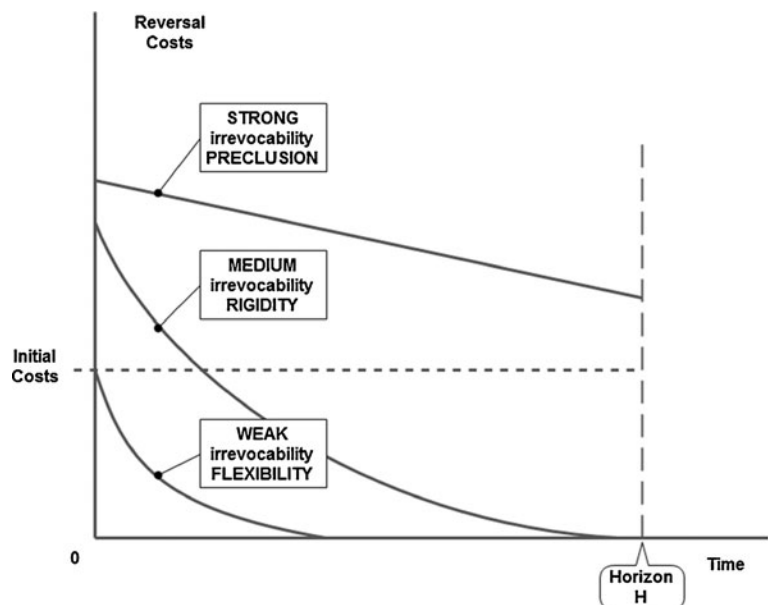 Reversal
Costs
STRONG
irrevocability
PRECLUSION
MEDIUM
irrevocability
RIGIDITY
Initial
Costs
WEAK
irrevocability
FLEXIBILITY
0
Time
Horizon
H